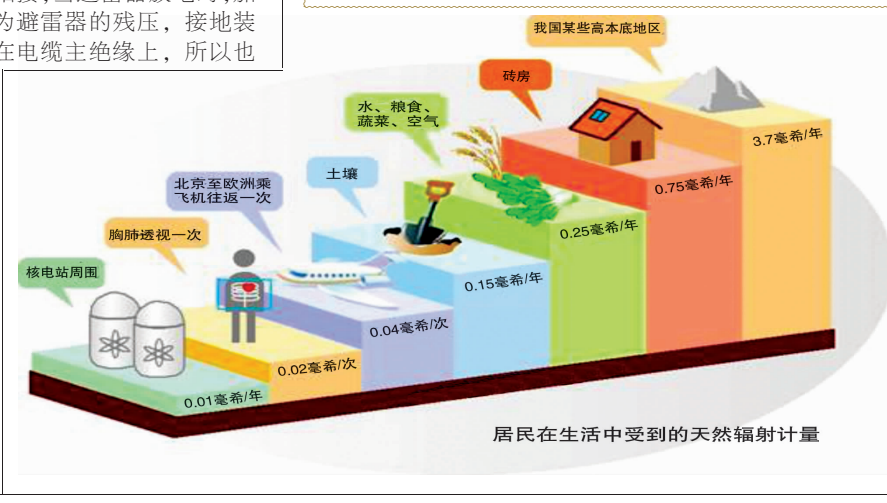 为避雷器的残压，接地装
在电缆主绝缘上，所以也
我国某些高本底地区
砖房
水、粮食、
蔬菜、空气
土壤
北京至欧洲乘
飞机往返一次
胸肺透视一次
核电站周围
3.7毫希/年
0.75毫希/年
0.25毫希/年
0.15毫希/年
0.04毫希/次
0.02毫希/次
0.01毫希/年
居民在生活中受到的天然辐射计量